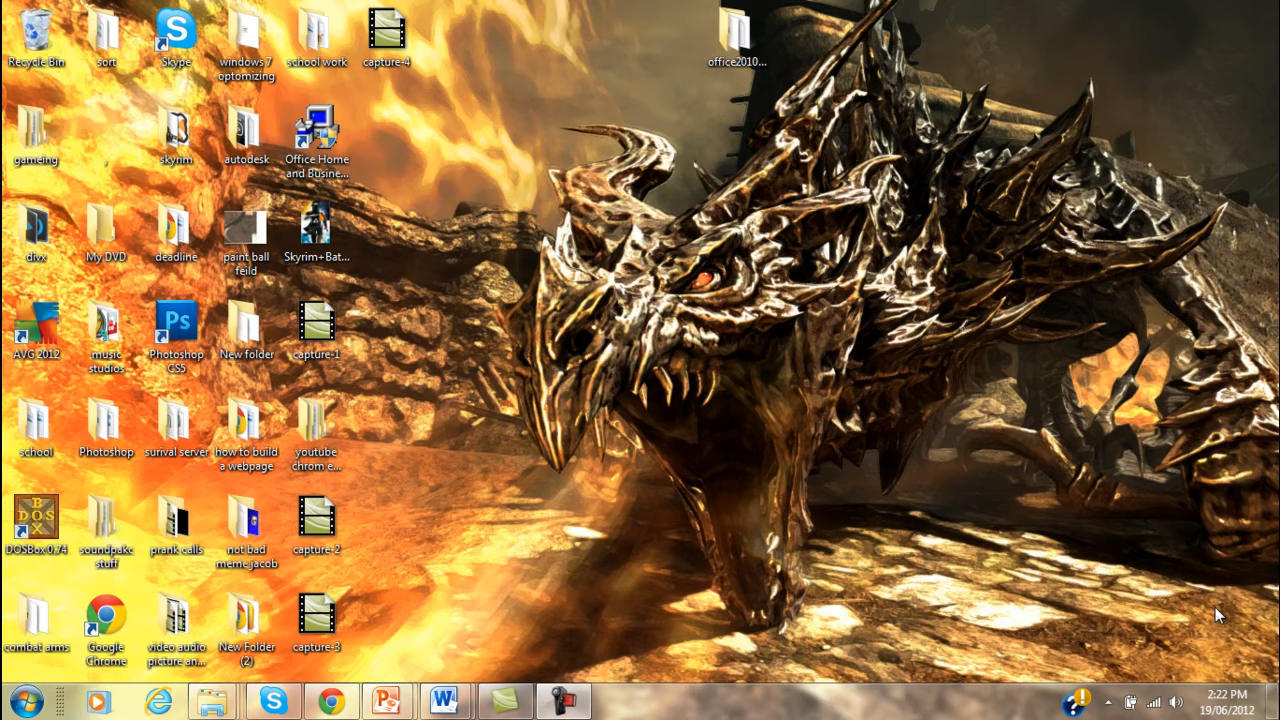 Recycle Bin
sort
Skype
windows 7
optomizing
school work
capture-4
office2010...
gameing
,
skyrim
autodesk
Office Home
and Busine...
divx
My DVD
deadline
paint ball
feild
Skyrim+Bat...
AVG 2012
music
studios
Ps
Photoshop
CS5
New folder
capture-1
school
Photoshop
surival server
how to build
a webpage
youtube
chrom e...
BOX
DOS
DOSBox 0.74
soundpakc
stuff
prank calls
not bad
meme jacob
capture-2
combat arms
Google
Chrome
video audio
picture an...
New Folder
(2)
capture-3
2:22 PM
19/06/2012